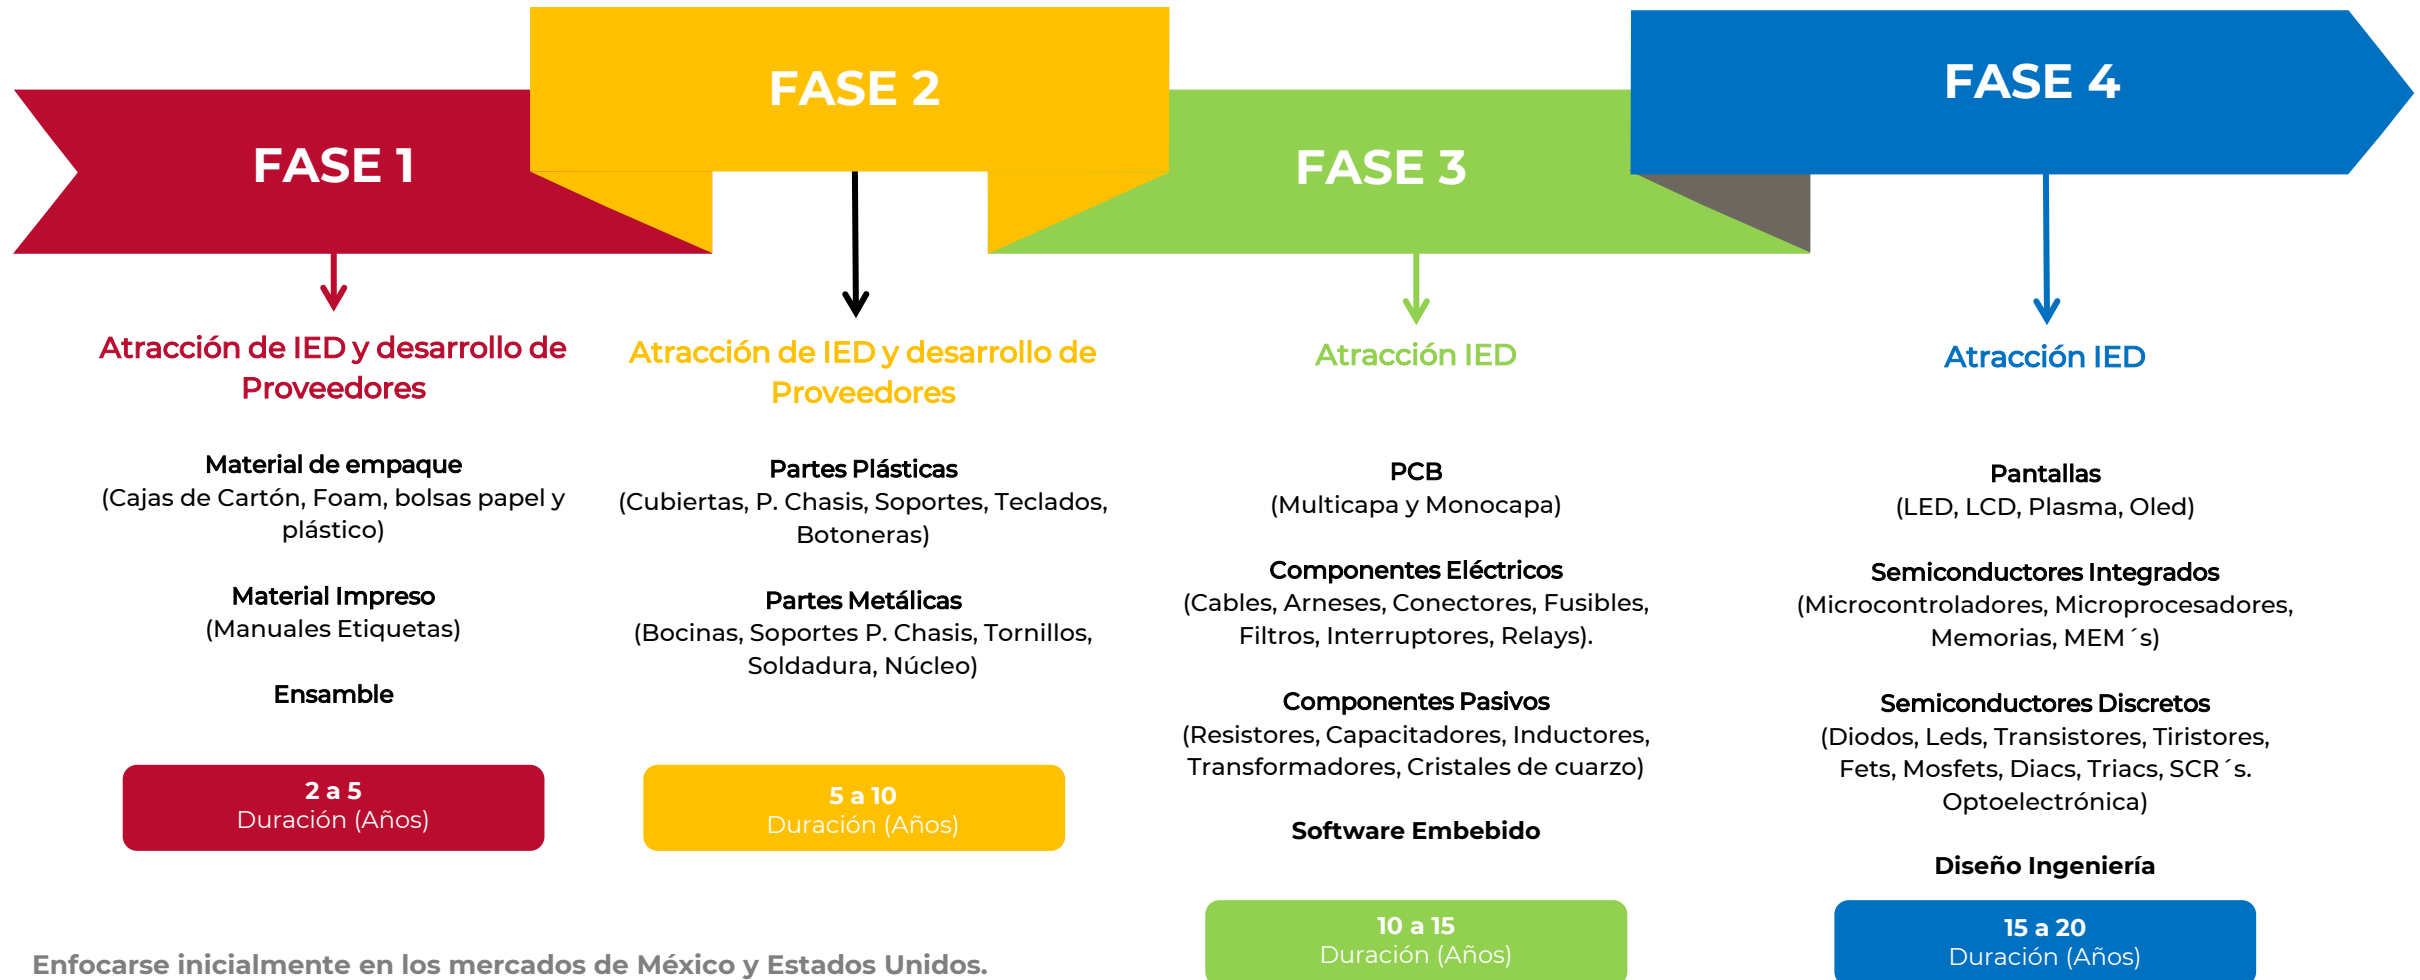 FASE 1
FASE 2
FASE 3
FASE 4
Atracción de IED y desarrollo de
Proveedores
Material de empaque
(Cajas de Cartón, Foam, bolsas papel y
plástico)
Material Impreso
(Manuales Etiquetas)
Ensamble
2 a 5
Duración (Años)
Atracción de IED y desarrollo de
Proveedores
Partes Plásticas
(Cubiertas, P. Chasis, Soportes, Teclados,
Botoneras)
Partes Metálicas
(Bocinas, Soportes P. Chasis, Tornillos,
Soldadura, Núcleo)
5 a 10
Duración (Años)
Atracción IED
PCB
(Multicapa y Monocapa)
Componentes Eléctricos
(Cables, Arneses, Conectores, Fusibles,
Filtros, Interruptores, Relays).
Componentes Pasivos
(Resistores, Capacitadores, Inductores,
Transformadores, Cristales de cuarzo)
Software Embebido
10 a 15
Duración (Años)
Atracción IED
Pantallas
(LED, LCD, Plasma, Oled)
Semiconductores Integrados
(Microcontroladores, Microprocesadores,
Memorias, MEM´s)
Semiconductores Discretos
(Diodos, Leds, Transistores, Tiristores,
Fets, Mosfets, Diacs, Triacs, SCR´s.
Optoelectrónica)
Diseño Ingeniería
15 a 20
Duración (Años)
Enfocarse inicialmente en los mercados de México y Estados Unidos.